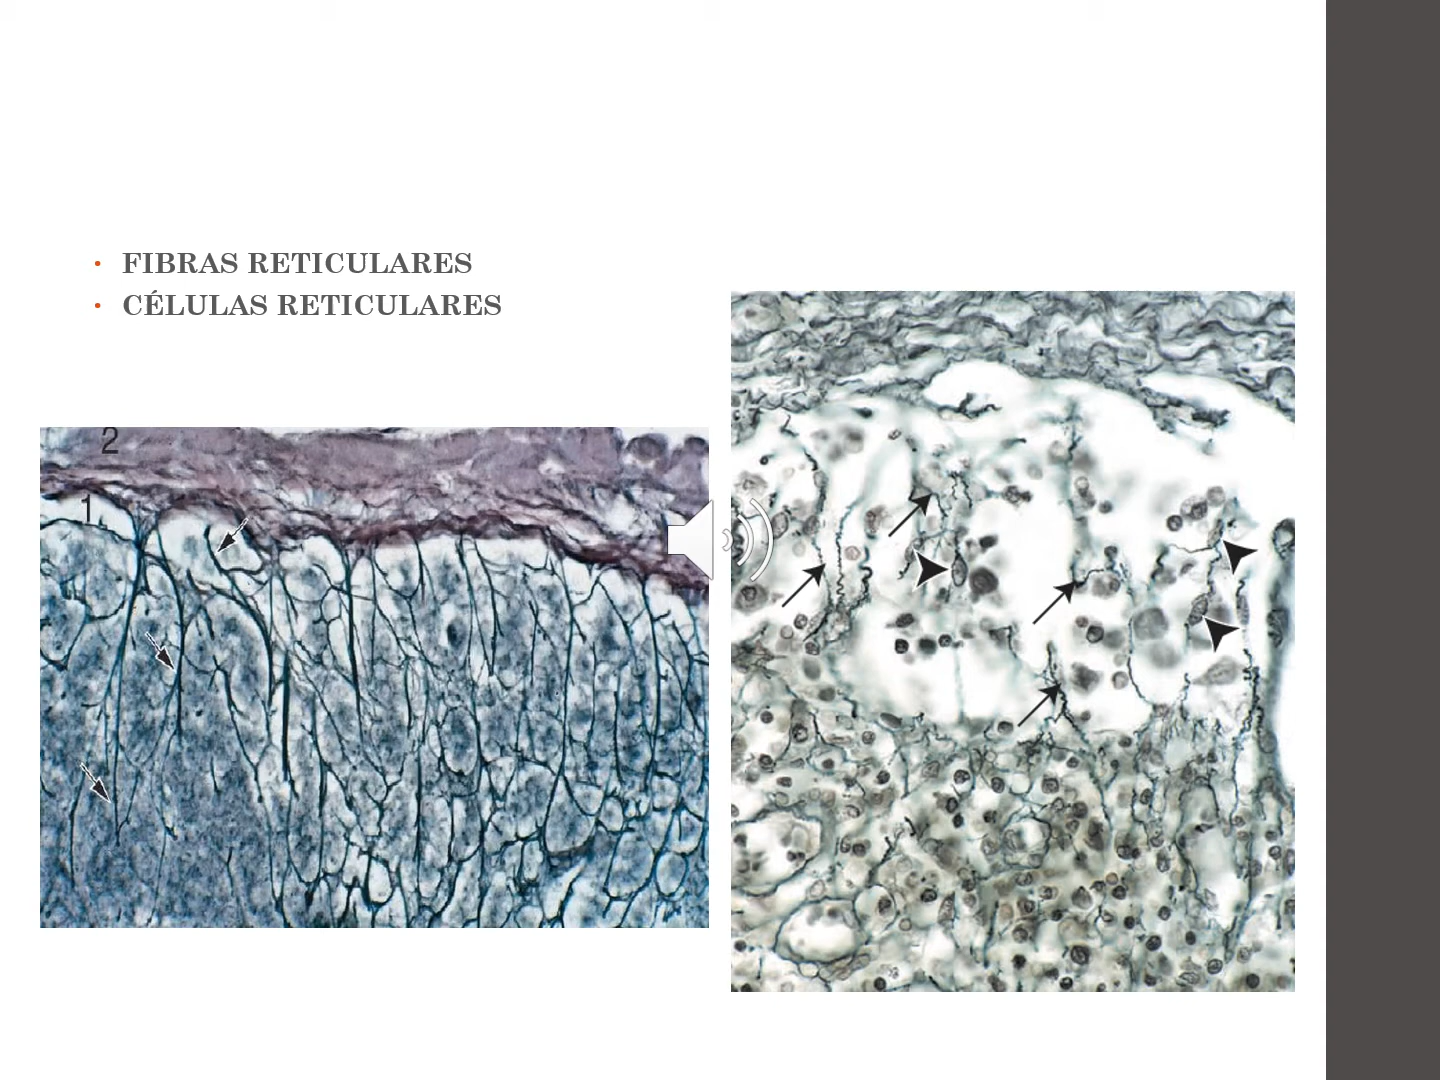 • FIBRAS RETICULARES
• CÉLULAS RETICULARES
2
1